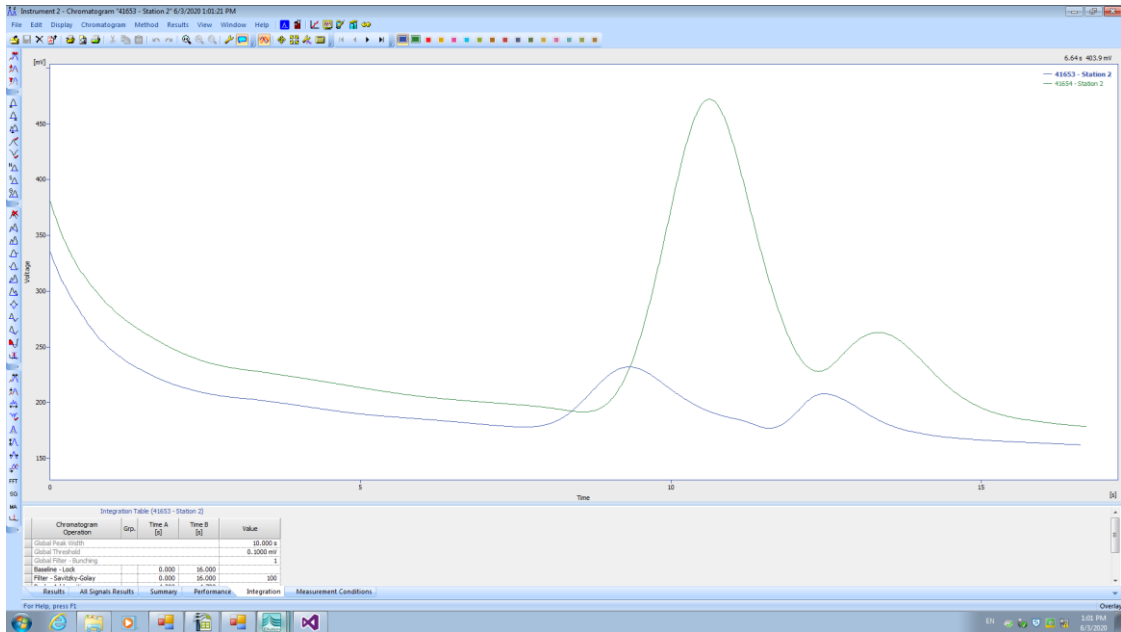 Instrument 2 - Chromatogram "41653 - Station 2" 6/3/2020 1:01:21 PM
File Edit Display Chromatogram Method Results View Window Help
6.64 s 403.9 mV
[mV]
41653 - Station 2
41654 - Station 2
450
400
350
300
250
200
150
Voltage
0 5 10 15 [s]
Time
FFT
SG
MA
Integration Table (41653 - Station 2)
Chromatogram Operation Grp. Time A [s] Time B [s] Value
Global Peak Width 10.000 s
Global Threshold 0.1000 mV
Global Filter - Bunching 1
Baseline - Lock 0.000 16.000
Filter - Savitzky-Golay 0.000 16.000 100
Results All Signals Results Summary Performance Integration Measurement Conditions
For Help, press F1
Overlay
EN
1:01 PM
6/3/2020